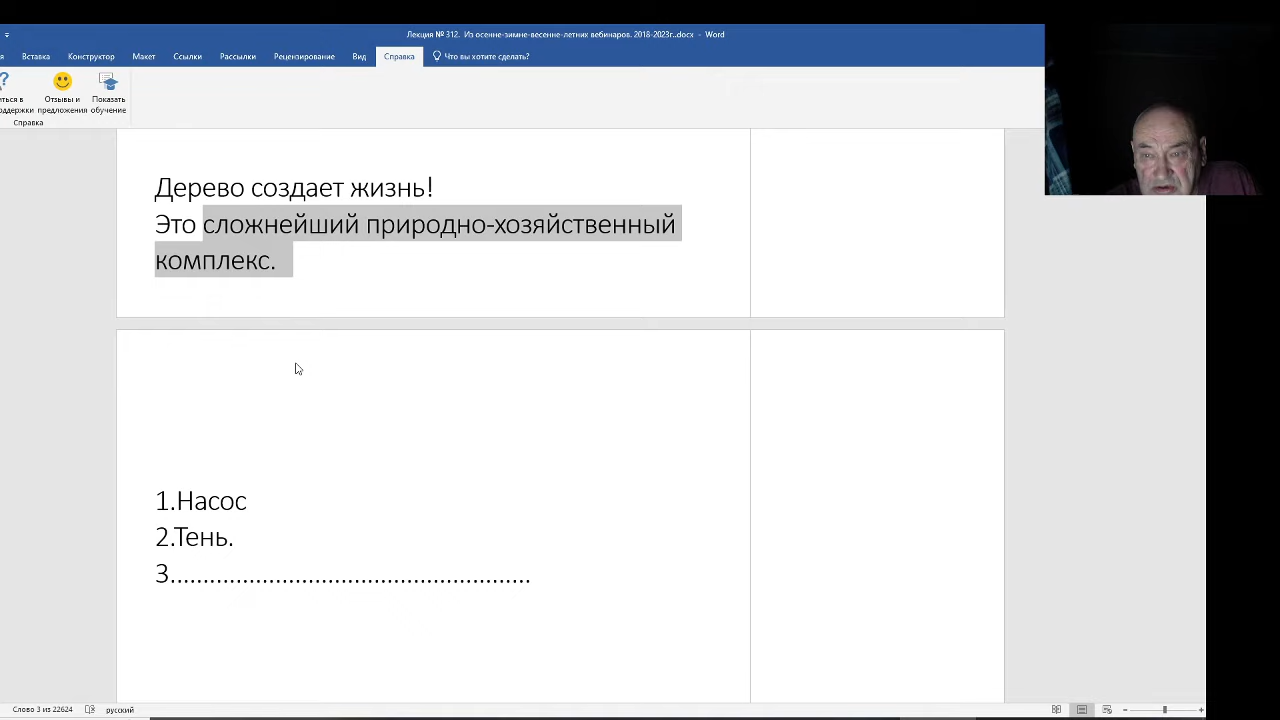 Лекция № 312. Из осенне-зимне-весенне-летних вебинаров. 2018-2023г..docx - Word
Вставка Конструктор Макет Ссылки Рассылки Рецензирование Вид Справка Что вы хотите сделать?
Отзывы и Показать
предложения обучение
Справка
Дерево создает жизнь!
Это сложнейший природно-хозяйственный
комплекс.
1.Насос
2.Тень.
3.......................................................
Слово 3 из 22624 русский